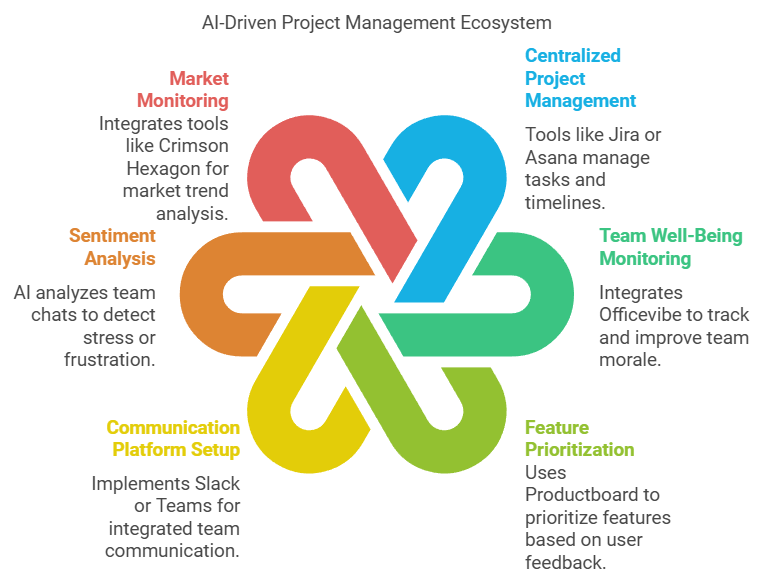 AI-Driven Project Management Ecosystem
Market
Monitoring
Integrates tools
like Crimson
Hexagon for
market trend
analysis.
Centralized
Project
Management
Tools like Jira or
Asana manage
tasks and
timelines.
Sentiment
Analysis
AI analyzes team
chats to detect
stress or
frustration.
Team Well-Being
Monitoring
Integrates
Officevibe to track
and improve team
morale.
Communication
Platform Setup
Implements Slack
or Teams for
integrated team
communication.
Feature
Prioritization
Uses
Productboard to
prioritize features
based on user
feedback.